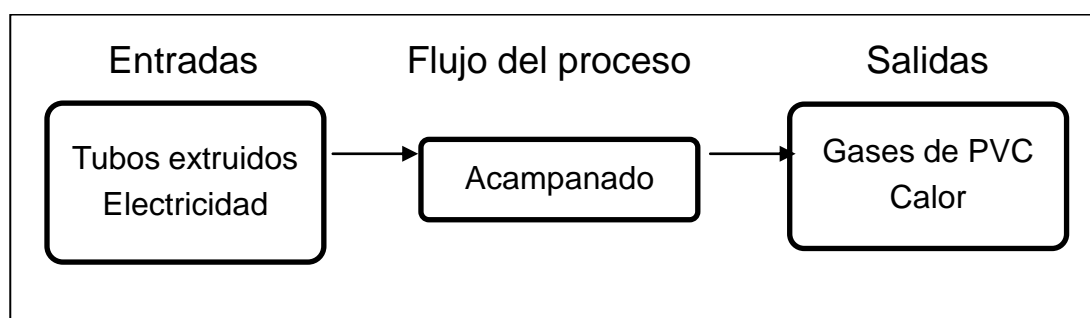 Entradas
Flujo del proceso
Salidas
Tubos extruidos
Electricidad
Acampanado
Gases de PVC
Calor